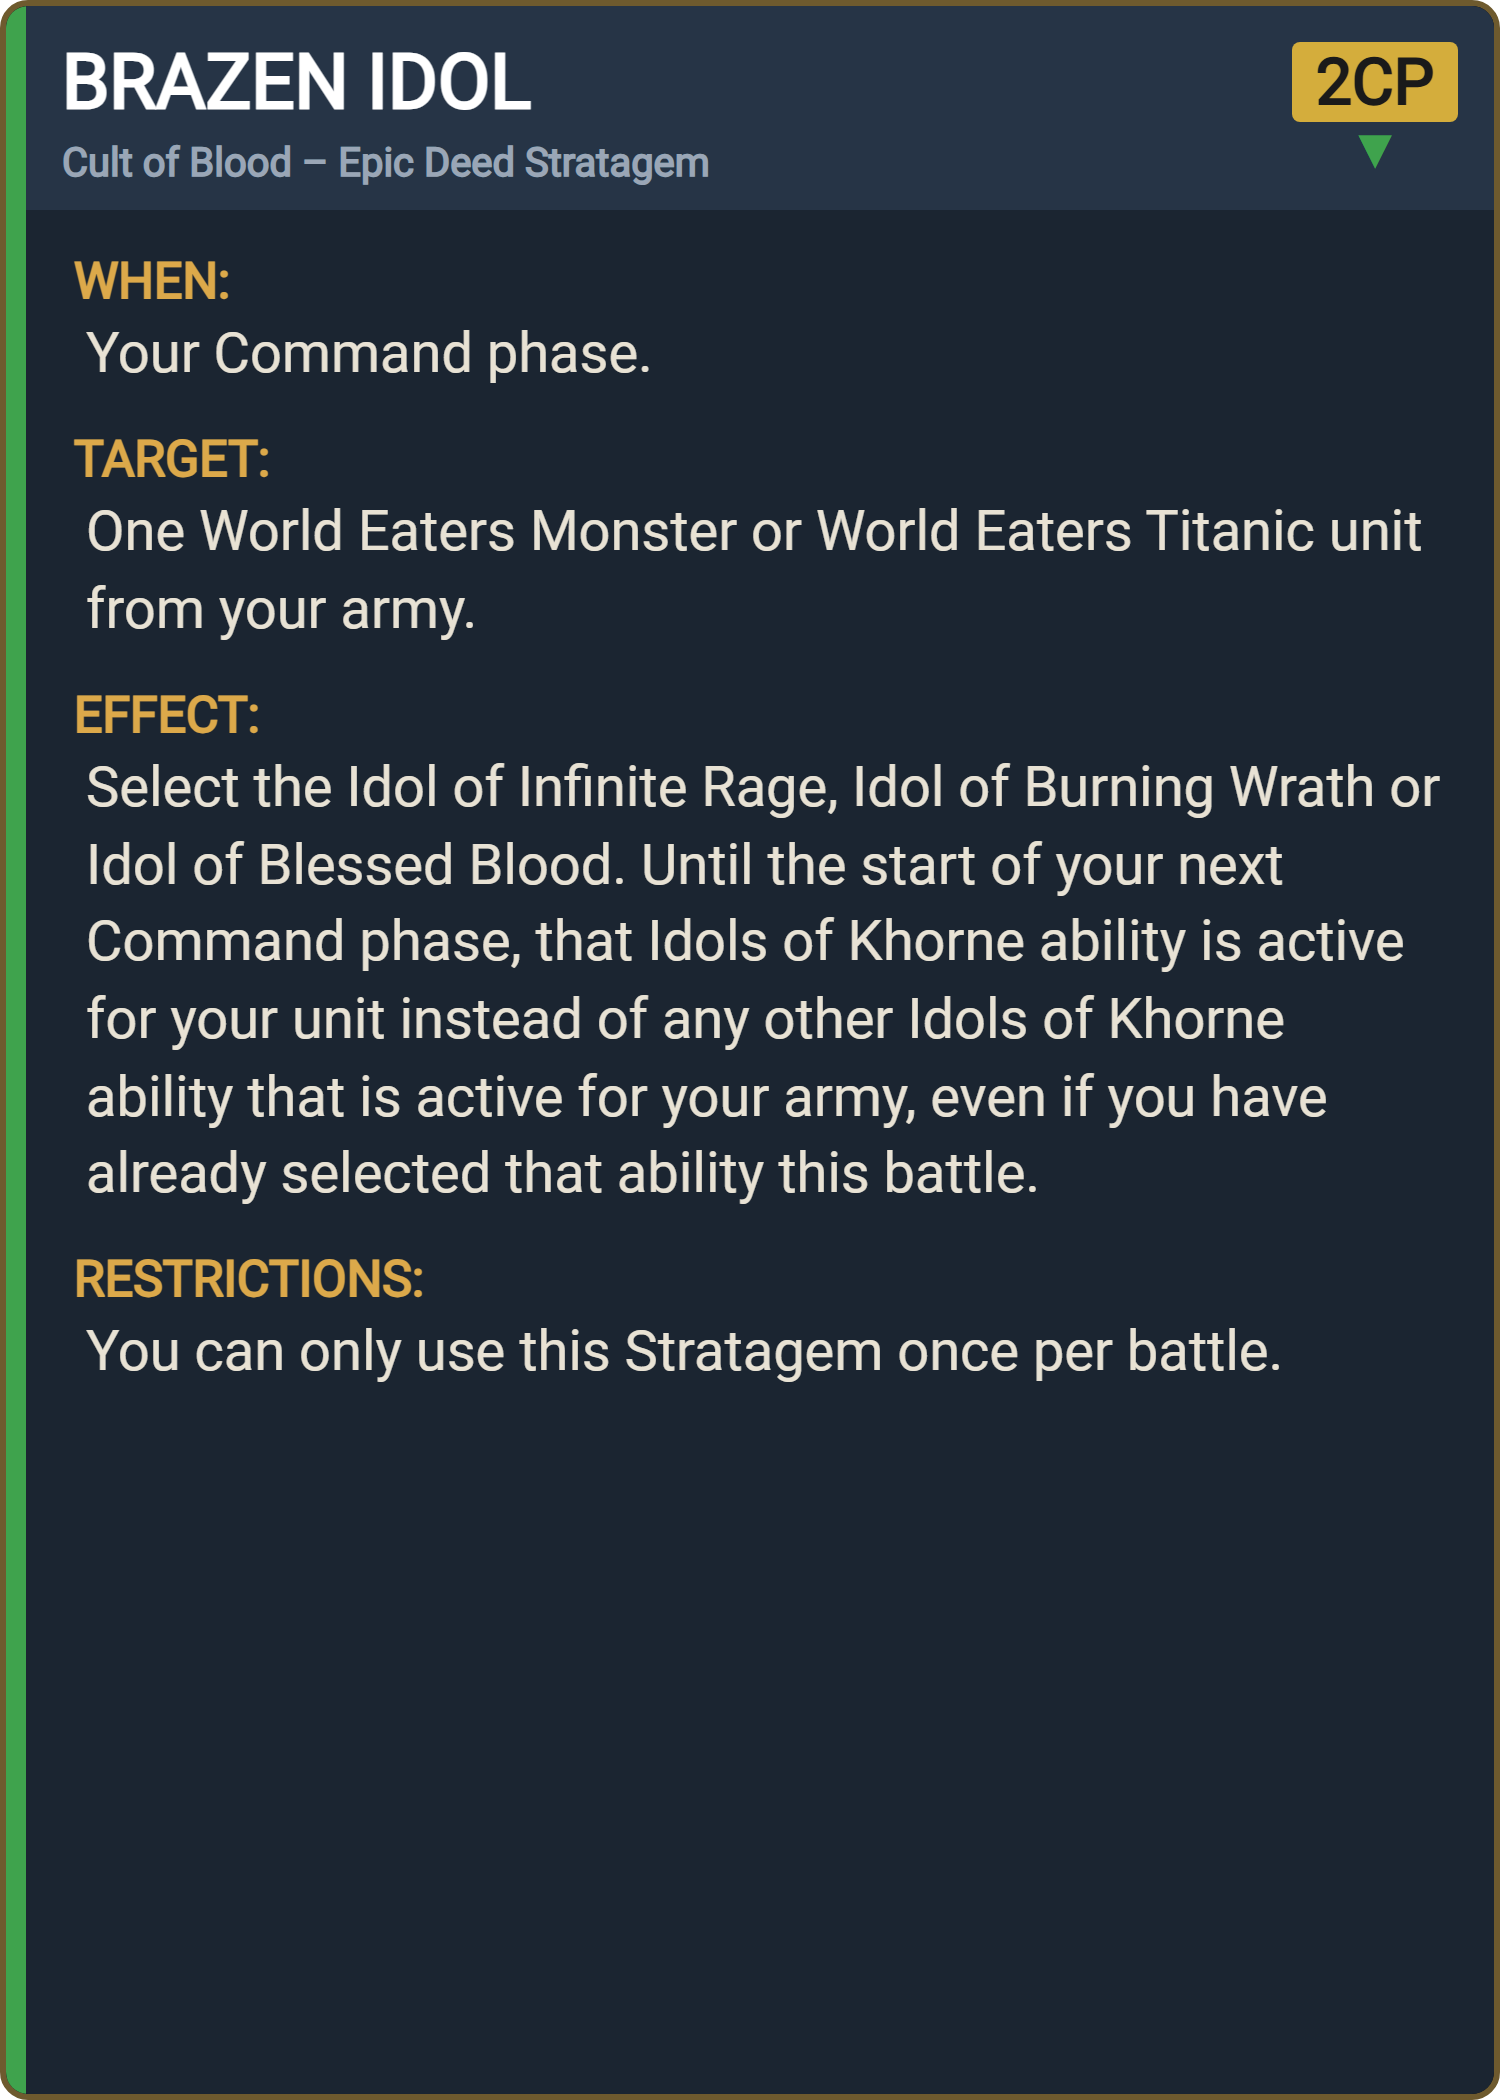 BRAZEN IDOL
2CP
Cult of Blood – Epic Deed Stratagem
WHEN:
Your Command phase.
TARGET:
One World Eaters Monster or World Eaters Titanic unit
from your army.
EFFECT:
Select the Idol of Infinite Rage, Idol of Burning Wrath or
Idol of Blessed Blood. Until the start of your next
Command phase, that Idols of Khorne ability is active
for your unit instead of any other Idols of Khorne
ability that is active for your army, even if you have
already selected that ability this battle.
RESTRICTIONS:
You can only use this Stratagem once per battle.